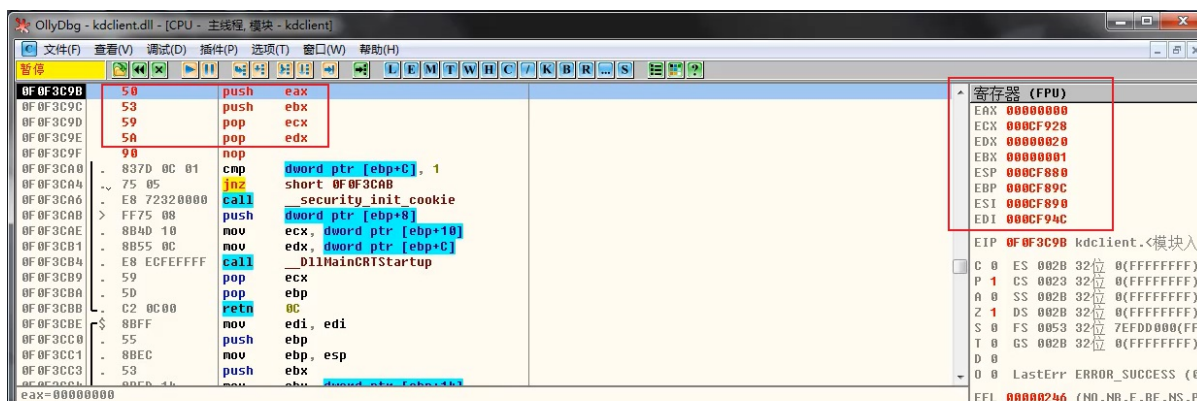 OllyDbg - kdclient.dll - [CPU - 主线程, 模块 - kdclient]
C 文件(F) 查看(V) 调试(D) 插件(P) 选项(T) 窗口(W) 帮助(H)
暂停 L E M T W H C / K B R ... S ?
0F0F3C9B 50 push eax
0F0F3C9C 53 push ebx
0F0F3C9D 59 pop ecx
0F0F3C9E 5A pop edx
0F0F3C9F 90 nop
0F0F3CA0 . 837D 0C 01 cmp dword ptr [ebp+C], 1
0F0F3CA4 .⌄ 75 05 jnz short 0F0F3CAB
0F0F3CA6 . E8 72320000 call __security_init_cookie
0F0F3CAB > FF75 08 push dword ptr [ebp+8]
0F0F3CAE . 8B4D 10 mov ecx, dword ptr [ebp+10]
0F0F3CB1 . 8B55 0C mov edx, dword ptr [ebp+C]
0F0F3CB4 . E8 ECFEFFFF call __DllMainCRTStartup
0F0F3CB9 . 59 pop ecx
0F0F3CBA . 5D pop ebp
0F0F3CBB . C2 0C00 retn 0C
0F0F3CBE $ 8BFF mov edi, edi
0F0F3CC0 . 55 push ebp
0F0F3CC1 . 8BEC mov ebp, esp
0F0F3CC3 . 53 push ebx
eax=00000000
寄存器 (FPU)
EAX 00000000
ECX 000CF928
EDX 00000020
EBX 00000001
ESP 000CF880
EBP 000CF89C
ESI 000CF890
EDI 000CF94C
EIP 0F0F3C9B kdclient.<模块入
C 0 ES 002B 32位 0(FFFFFFFF)
P 1 CS 0023 32位 0(FFFFFFFF)
A 0 SS 002B 32位 0(FFFFFFFF)
Z 1 DS 002B 32位 0(FFFFFFFF)
S 0 FS 0053 32位 7EFDD000(FF
T 0 GS 002B 32位 0(FFFFFFFF)
D 0
O 0 LastErr ERROR_SUCCESS (0
EFL 00000246 (NO,NB,E,BE,NS,P